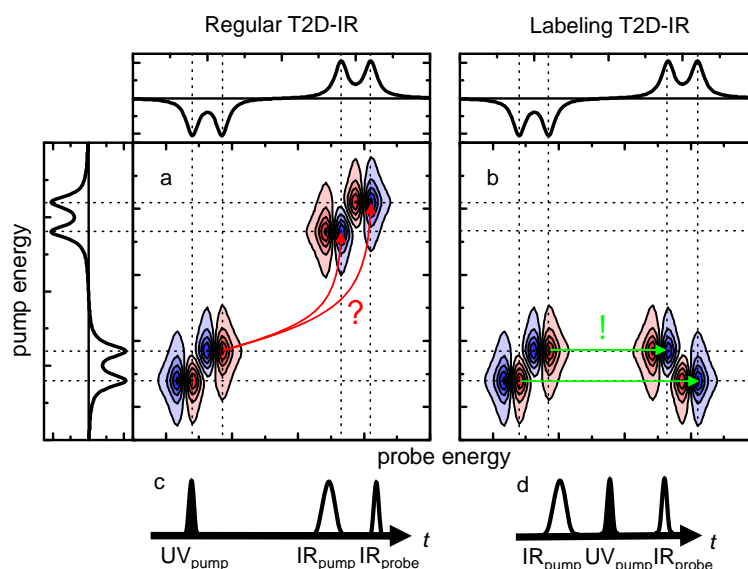 Regular T2D-IR
Labeling T2D-IR
a
b
pump energy
?
!
probe energy
c
d
t
t
UVpump
IRpump
IRprobe
IRpump
UVpump
IRprobe